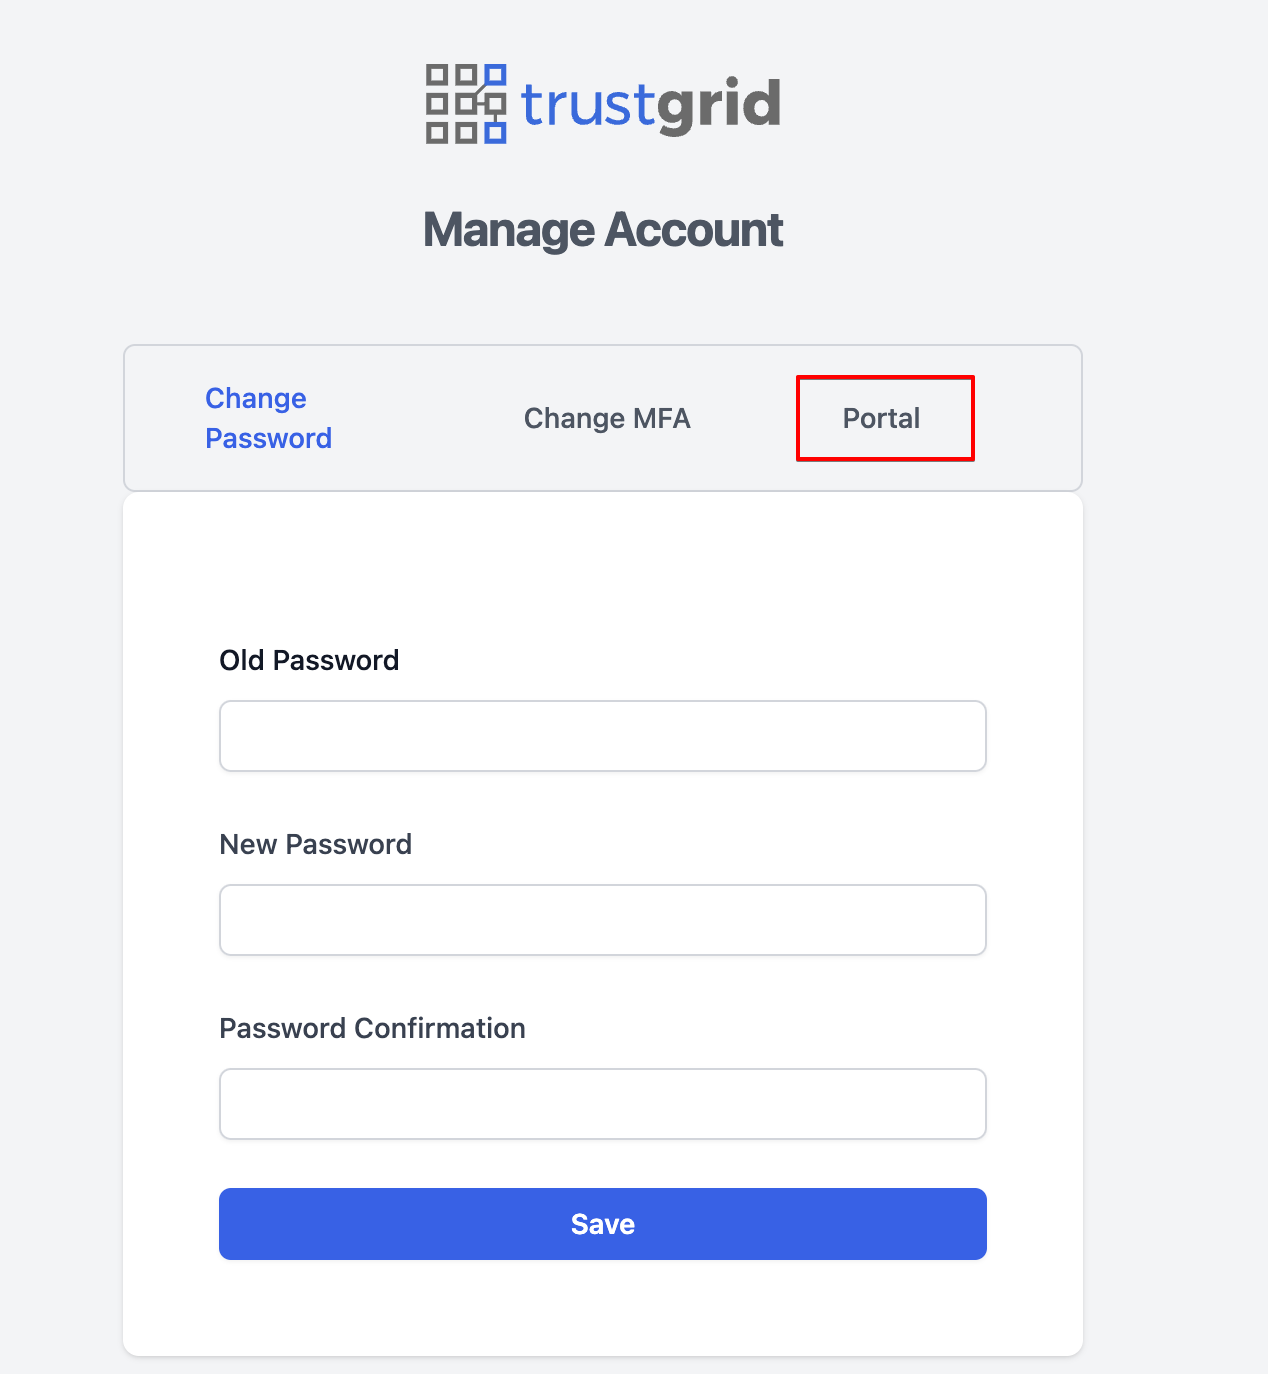 trustgrid
Manage Account
Change
Password
Change MFA
Portal
Old Password
New Password
Password Confirmation
Save